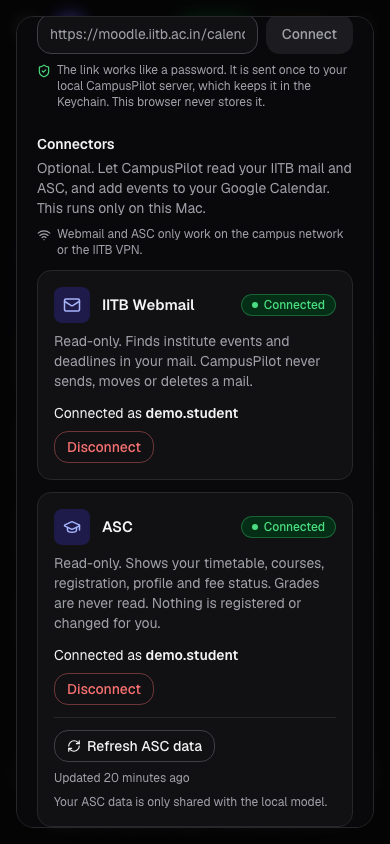 https://moodle.iitb.ac.in/calend
Connect
The link works like a password. It is sent once to your
local CampusPilot server, which keeps it in the
Keychain. This browser never stores it.
Connectors
Optional. Let CampusPilot read your IITB mail and
ASC, and add events to your Google Calendar.
This runs only on this Mac.
Webmail and ASC only work on the campus network
or the IITB VPN.
IITB Webmail
Connected
Read-only. Finds institute events and
deadlines in your mail. CampusPilot never
sends, moves or deletes a mail.
Connected as demo.student
Disconnect
ASC
Connected
Read-only. Shows your timetable, courses,
registration, profile and fee status. Grades
are never read. Nothing is registered or
changed for you.
Connected as demo.student
Disconnect
Refresh ASC data
Updated 20 minutes ago
Your ASC data is only shared with the local model.